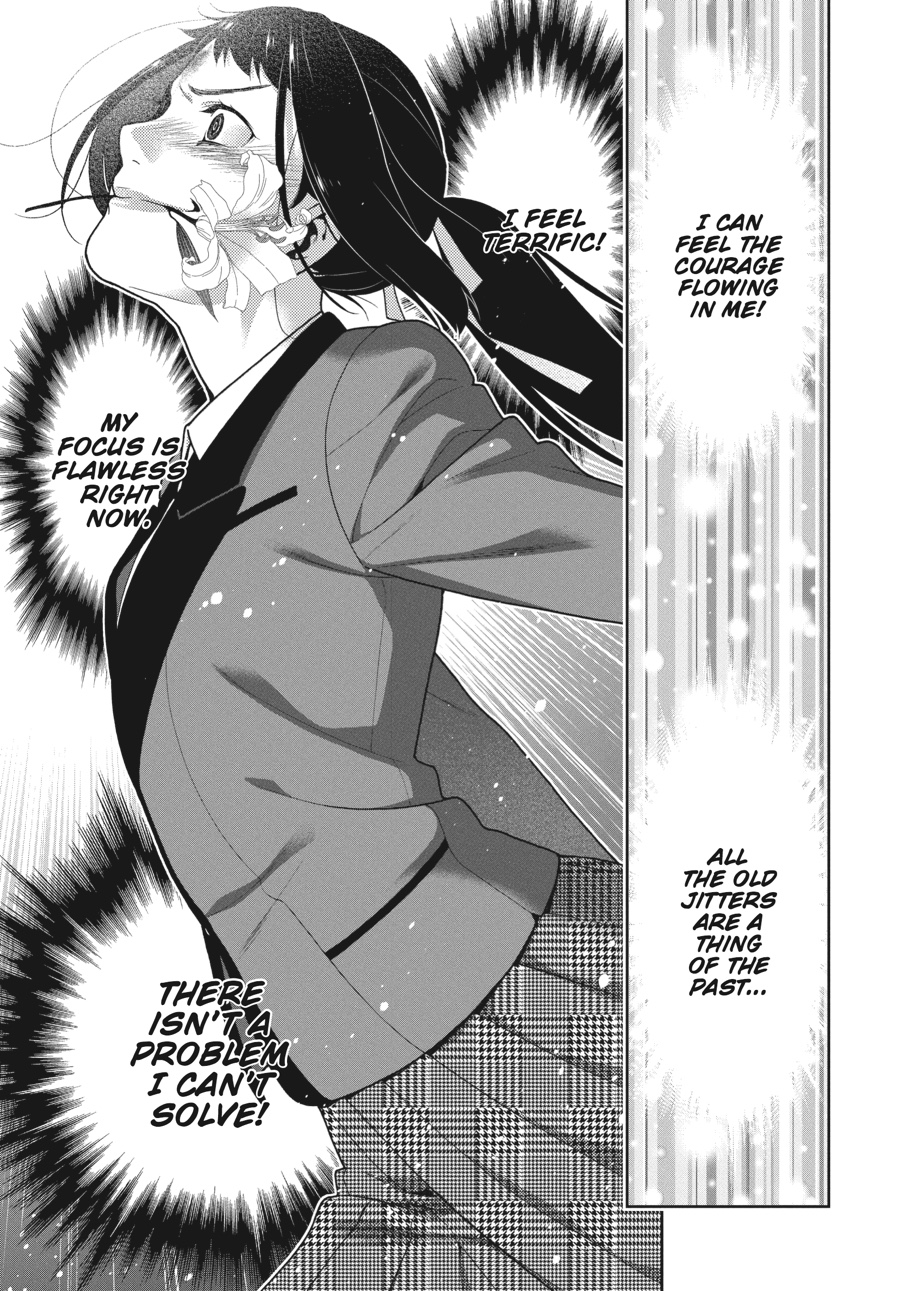 I CAN
FEEL THE
COURAGE
FLOWING
IN ME!
ALL
THE OLD
JITTERS
ARE A
THING
OF THE
PAST...
I FEEL
TERRIFIC!
MY
FOCUS IS
FLAWLESS
RIGHT
NOW.
THERE
ISN'T A
PROBLEM
I CAN'T
SOLVE!